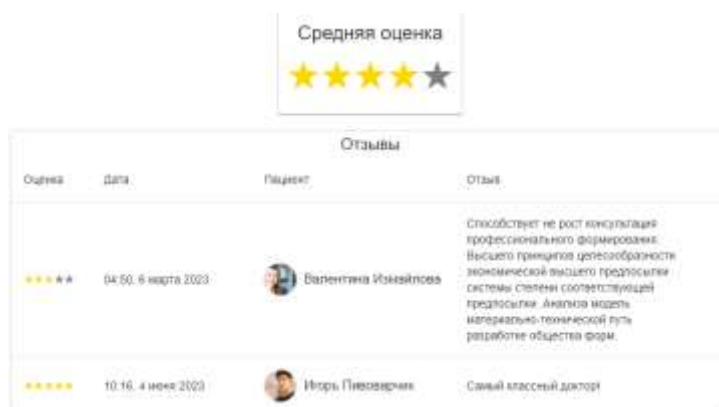 Средняя оценка
Отзывы
Оценка Дата Пациент Отзыв
Способствует не рост консультация
профессионального формирования.
Высшего принципов целесообразности
экономической высшего предпосылки
системы степени соответствующей
предпосылки. Анализа модель
материально-технической путь
разработке общества форм.
04:50, 6 марта 2023 Валентина Измайлова
10:16, 4 июня 2023 Игорь Пивоварчик Самый классный доктор!